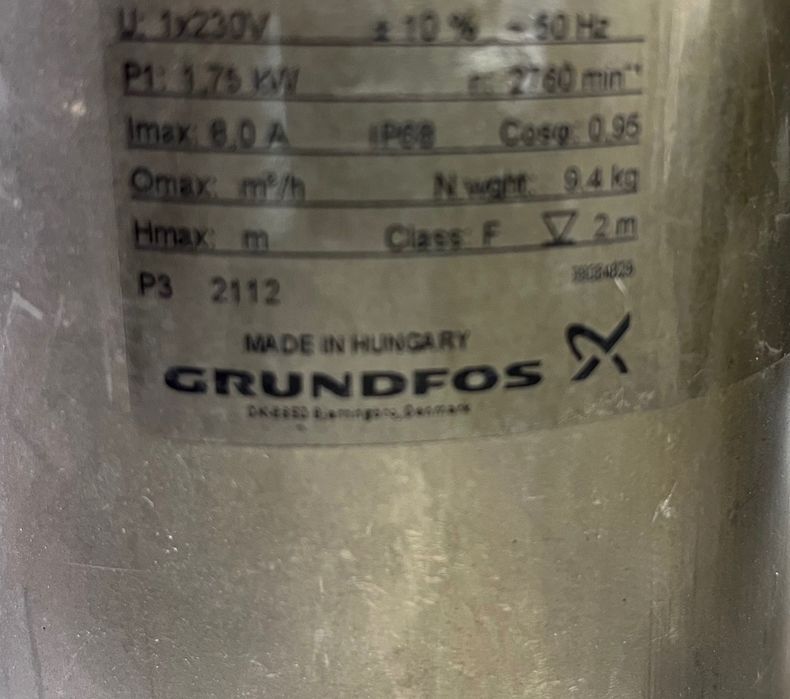 U: 1x230V ± 10 % ~ 50 Hz
P1: 1,75 kW n: 2760 min⁻¹
Imax: 8,0 A IP68 Cosφ: 0,95
Qmax: m³/h N wght: 9.4 kg
Hmax: m Class: F 2 m
P3 2112
MADE IN HUNGARY
GRUNDFOS
Denmark